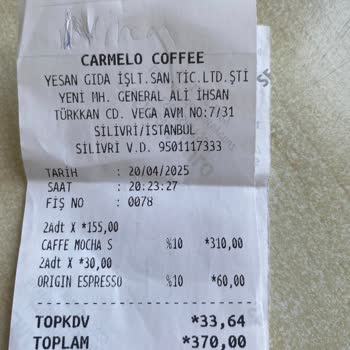 CARMELO COFFEE
YESAN GIDA İŞLT.SAN.TİC.LTD.ŞTİ
YENİ MH. GENERAL ALİ İHSAN
TÜRKKAN CD. VEGA AVM NO:7/31
SİLİVRİ/İSTANBUL
SİLİVRİ V.D. 9501117333
TARİH : 20/04/2025
SAAT : 20:23:27
FİŞ NO : 0078
2Adt X *155,00
CAFFE MOCHA S %10 *310,00
2Adt X *30,00
ORIGIN ESPRESSO %10 *60,00
TOPKDV *33,64
TOPLAM *370,00